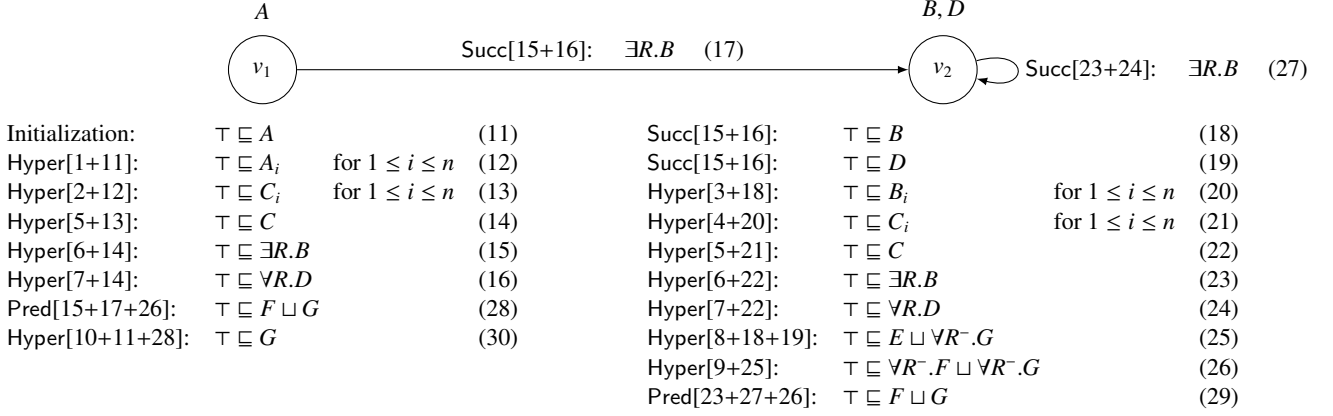 A
B, D
v₁
Succ[15+16]: ∃R.B (17)
v₂
Succ[23+24]: ∃R.B (27)
Initialization: ⊤ ⊑ A (11)
Hyper[1+11]: ⊤ ⊑ Aᵢ for 1 ≤ i ≤ n (12)
Hyper[2+12]: ⊤ ⊑ Cᵢ for 1 ≤ i ≤ n (13)
Hyper[5+13]: ⊤ ⊑ C (14)
Hyper[6+14]: ⊤ ⊑ ∃R.B (15)
Hyper[7+14]: ⊤ ⊑ ∀R.D (16)
Pred[15+17+26]: ⊤ ⊑ F ⊔ G (28)
Hyper[10+11+28]: ⊤ ⊑ G (30)
Succ[15+16]: ⊤ ⊑ B (18)
Succ[15+16]: ⊤ ⊑ D (19)
Hyper[3+18]: ⊤ ⊑ Bᵢ for 1 ≤ i ≤ n (20)
Hyper[4+20]: ⊤ ⊑ Cᵢ for 1 ≤ i ≤ n (21)
Hyper[5+21]: ⊤ ⊑ C (22)
Hyper[6+22]: ⊤ ⊑ ∃R.B (23)
Hyper[7+22]: ⊤ ⊑ ∀R.D (24)
Hyper[8+18+19]: ⊤ ⊑ E ⊔ ∀R⁻.G (25)
Hyper[9+25]: ⊤ ⊑ ∀R⁻.F ⊔ ∀R⁻.G (26)
Pred[23+27+26]: ⊤ ⊑ F ⊔ G (29)